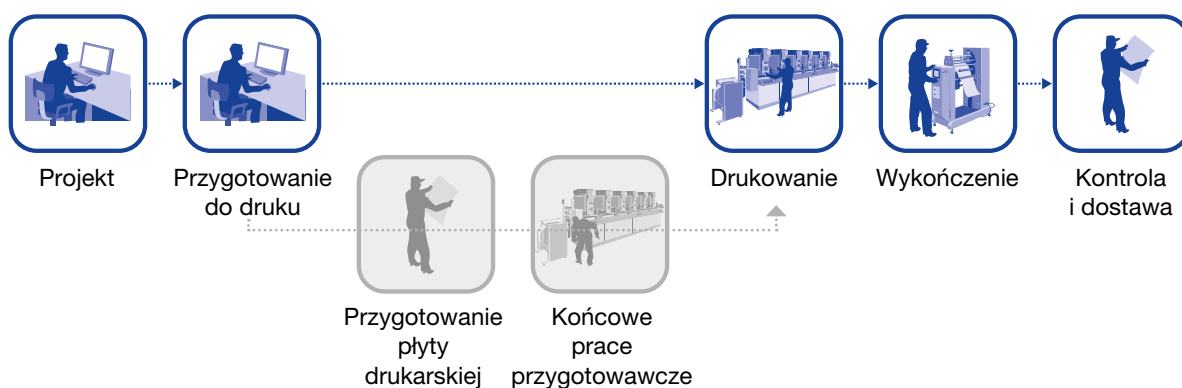 Projekt
Przygotowanie
do druku
Drukowanie
Wykończenie
Kontrola
i dostawa
Przygotowanie
płyty
drukarskiej
Końcowe
prace
przygotowawcze